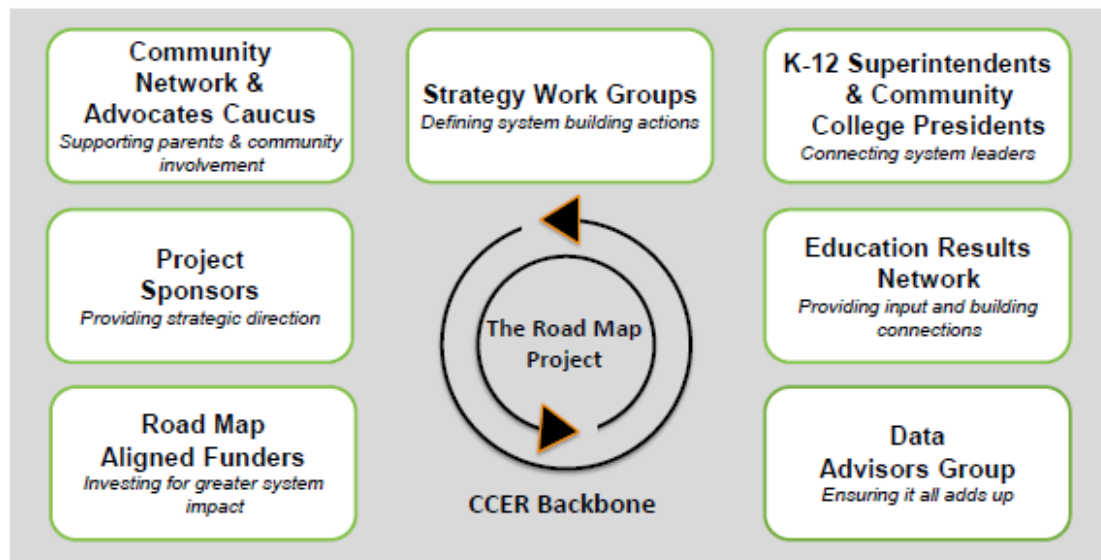 Community
Network &
Advocates Caucus
Supporting parents & community
involvement
Strategy Work Groups
Defining system building actions
K-12 Superintendents
& Community
College Presidents
Connecting system leaders
Project
Sponsors
Providing strategic direction
The Road Map
Project
Education Results
Network
Providing input and building
connections
Road Map
Aligned Funders
Investing for greater system
impact
CCER Backbone
Data
Advisors Group
Ensuring it all adds up